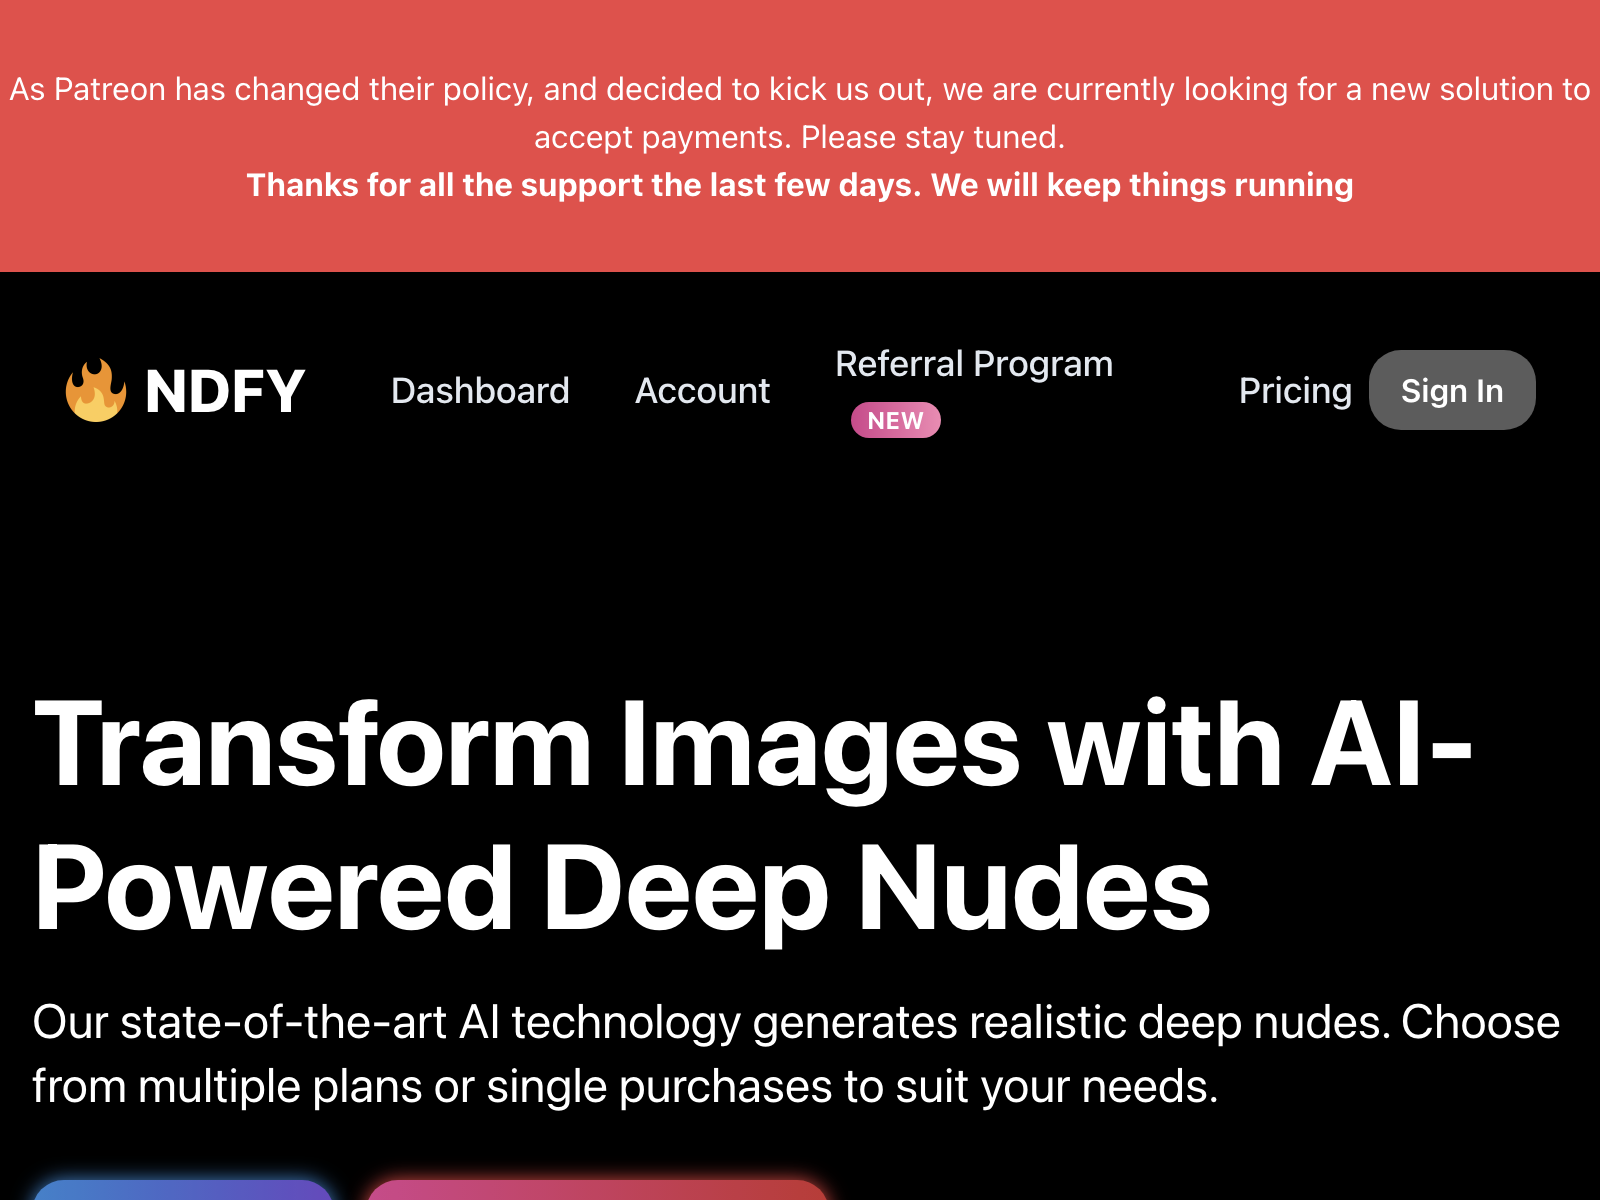 As Patreon has changed their policy, and decided to kick us out, we are currently looking for a new solution to
accept payments. Please stay tuned.
Thanks for all the support the last few days. We will keep things running
NDFY
Dashboard
Account
Referral Program
NEW
Pricing
Sign In
Transform Images with AI-
Powered Deep Nudes
Our state-of-the-art AI technology generates realistic deep nudes. Choose
from multiple plans or single purchases to suit your needs.